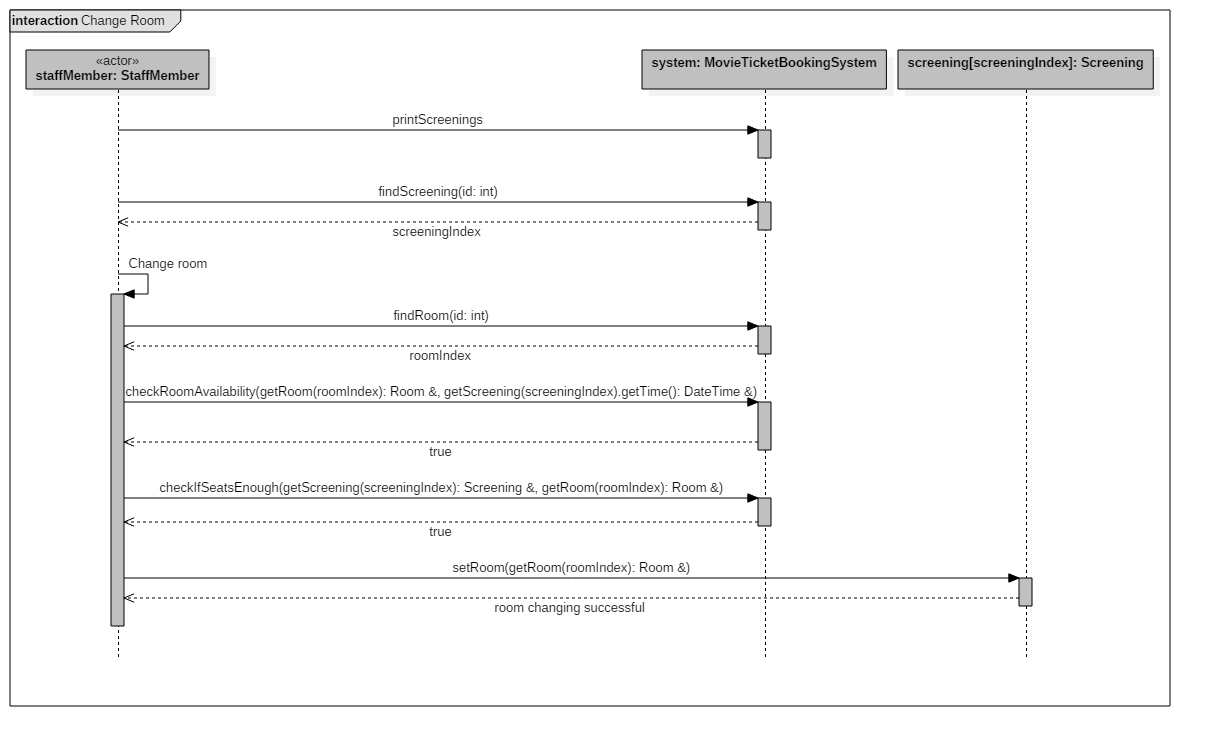 interaction Change Room
«actor»
staffMember: StaffMember
system: MovieTicketBookingSystem
screening[screeningIndex]: Screening
printScreenings
findScreening(id: int)
screeningIndex
Change room
findRoom(id: int)
roomIndex
checkRoomAvailability(getRoom(roomIndex): Room &, getScreening(screeningIndex).getTime(): DateTime &)
true
checkIfSeatsEnough(getScreening(screeningIndex): Screening &, getRoom(roomIndex): Room &)
true
setRoom(getRoom(roomIndex): Room &)
room changing successful